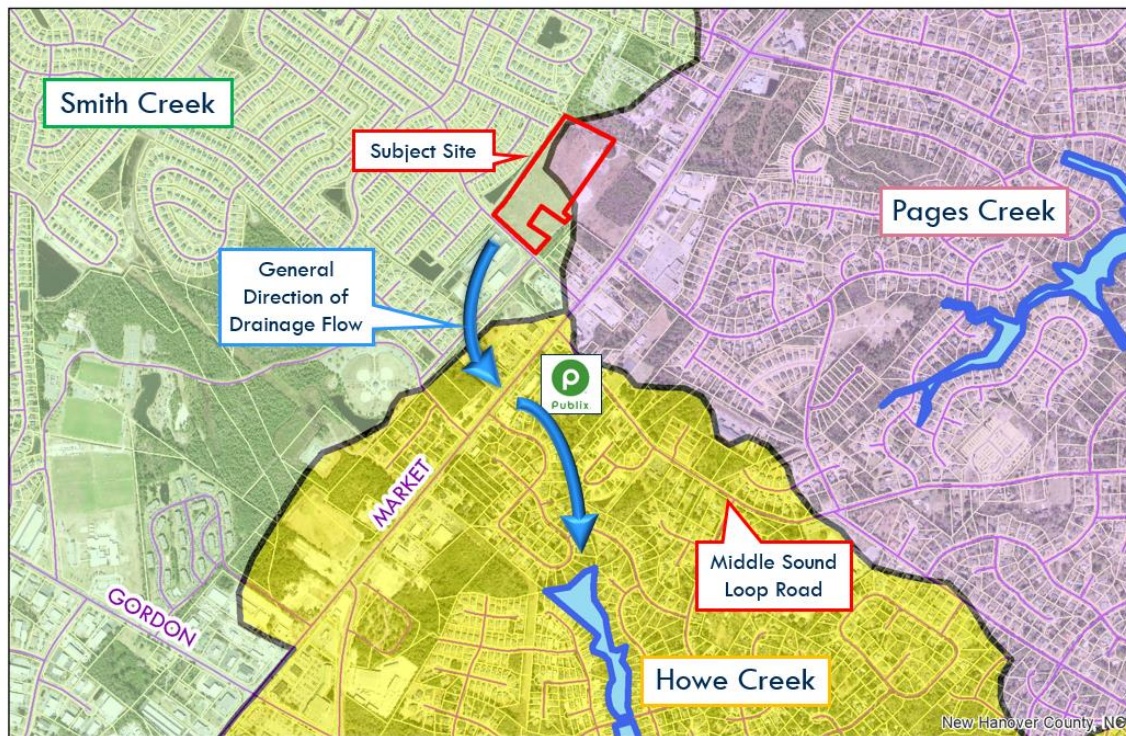 Smith Creek
Subject Site
Pages Creek
General
Direction of
Drainage Flow
Publix
MARKET
Middle Sound
Loop Road
GORDON
Howe Creek
New Hanover County, NC